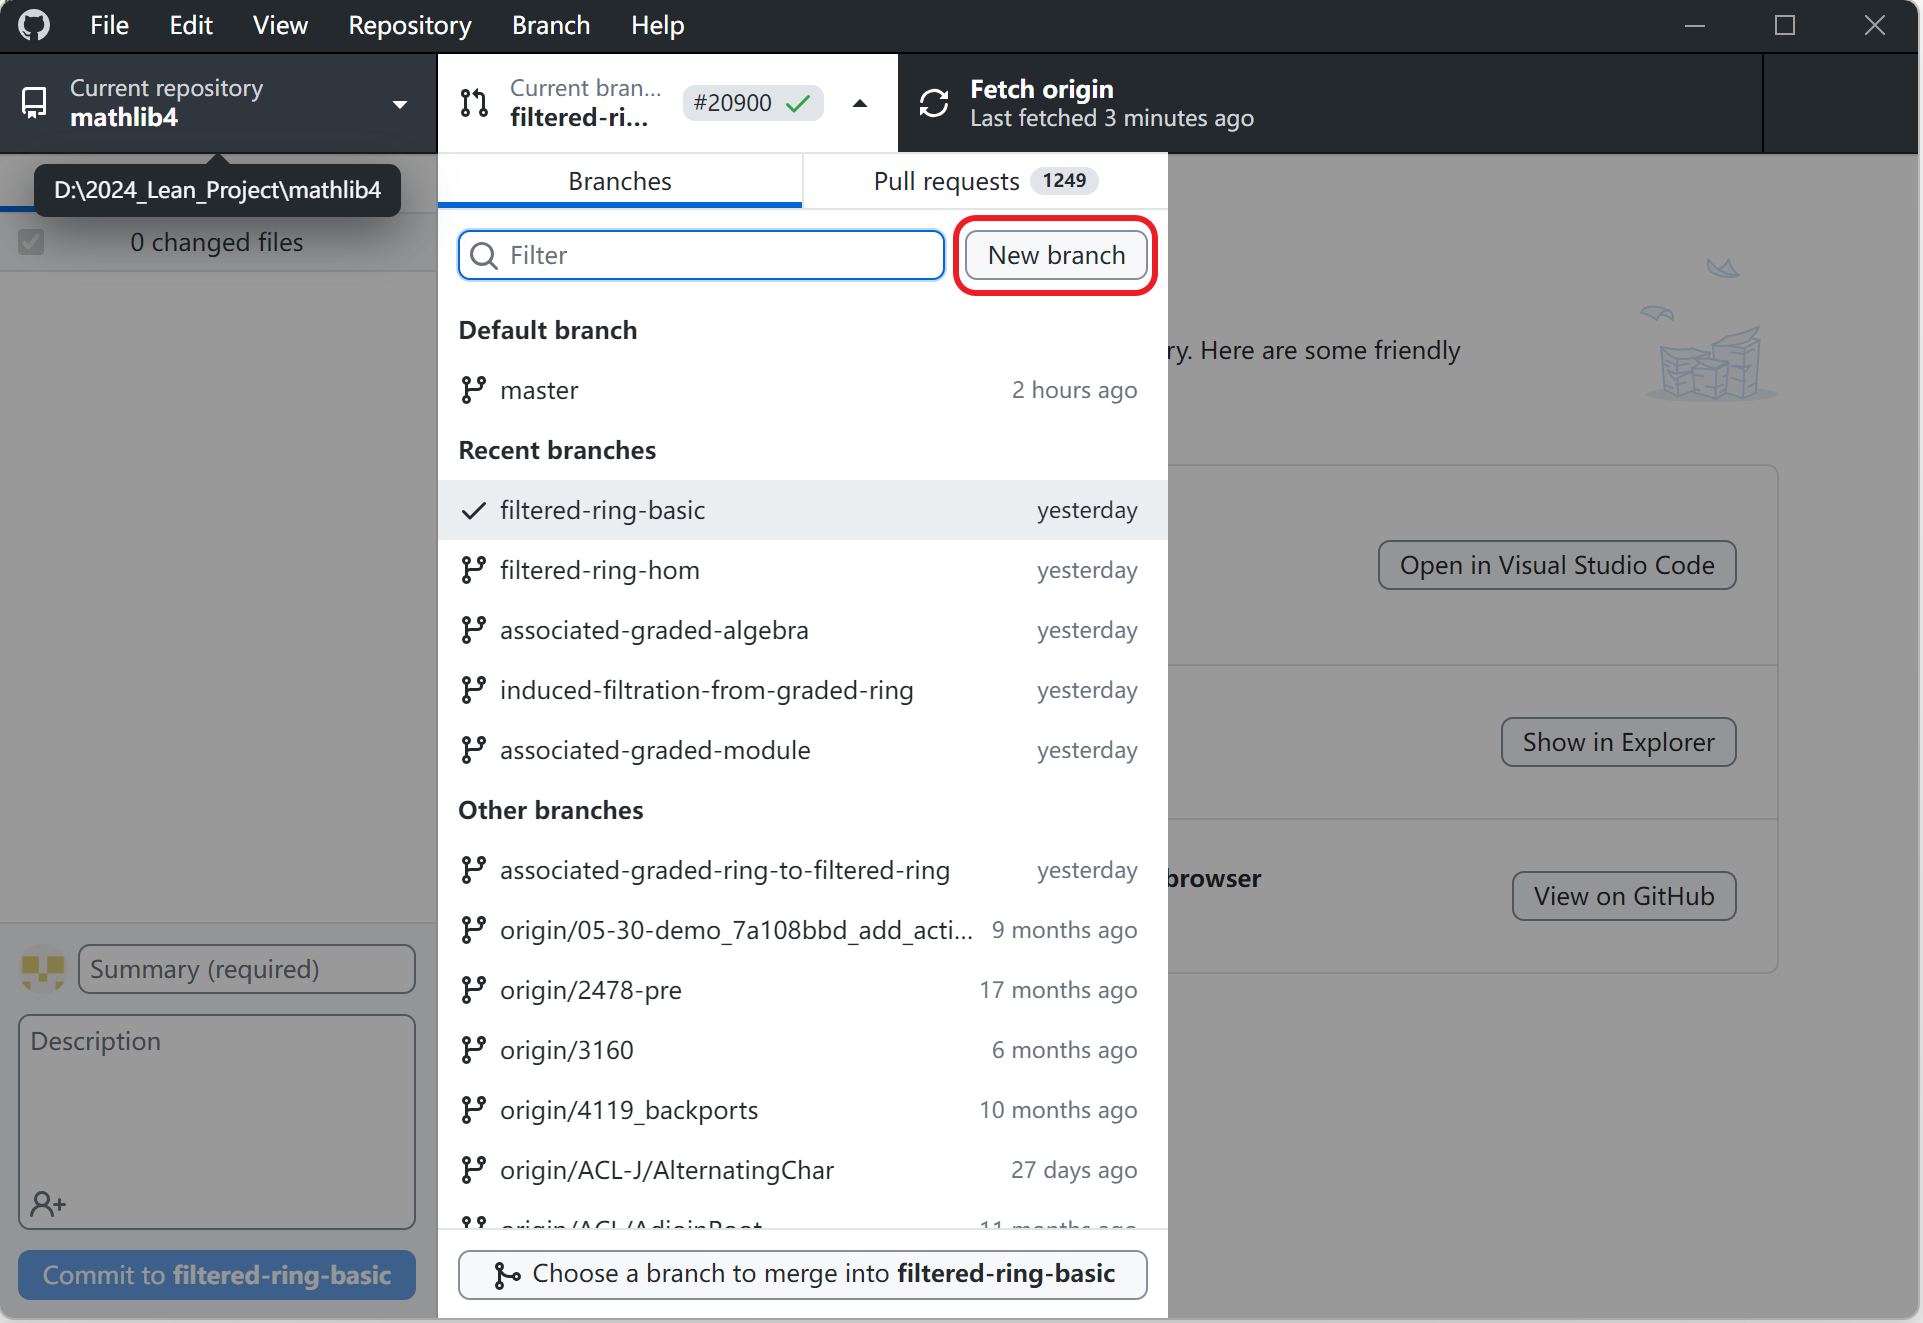 File Edit View Repository Branch Help
Current repository
mathlib4
Current bran...
filtered-ri...
#20900
Fetch origin
Last fetched 3 minutes ago
D:\2024_Lean_Project\mathlib4
0 changed files
Branches
Pull requests 1249
Filter
New branch
Default branch
master 2 hours ago
Recent branches
filtered-ring-basic yesterday
filtered-ring-hom yesterday
associated-graded-algebra yesterday
induced-filtration-from-graded-ring yesterday
associated-graded-module yesterday
Other branches
associated-graded-ring-to-filtered-ring yesterday
origin/05-30-demo_7a108bbd_add_acti... 9 months ago
origin/2478-pre 17 months ago
origin/3160 6 months ago
origin/4119_backports 10 months ago
origin/ACL-J/AlternatingChar 27 days ago
origin/ACL/AdjoinRoot 11 months ago
Choose a branch to merge into filtered-ring-basic
ry. Here are some friendly
Open in Visual Studio Code
Show in Explorer
browser
View on GitHub
Summary (required)
Description
Commit to filtered-ring-basic